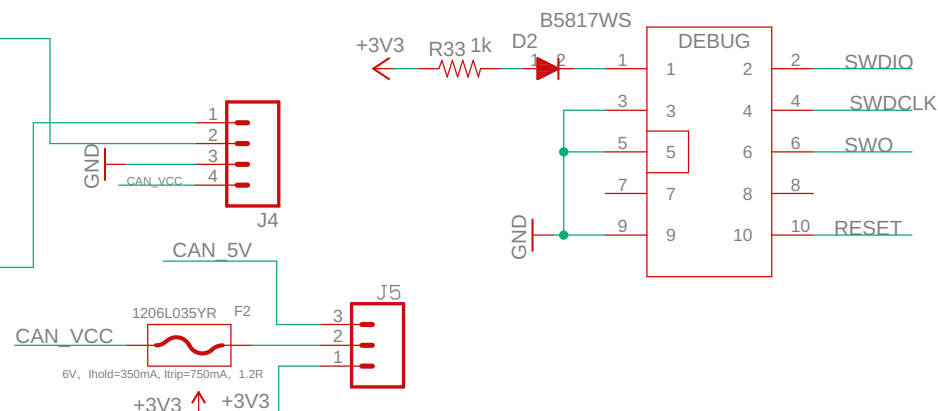 B5817WS
+3V3
R33
1k
D2
1
2
DEBUG
1
1
2
2
SWDIO
3
3
4
4
SWDCLK
5
5
6
6
SWO
7
7
8
8
9
9
10
10
RESET
GND
1
2
3
4
GND
CAN_VCC
J4
CAN_5V
J5
3
2
1
1206L035YR
F2
CAN_VCC
6V, Ihold=350mA, Itrip=750mA, 1.2R
+3V3
+3V3